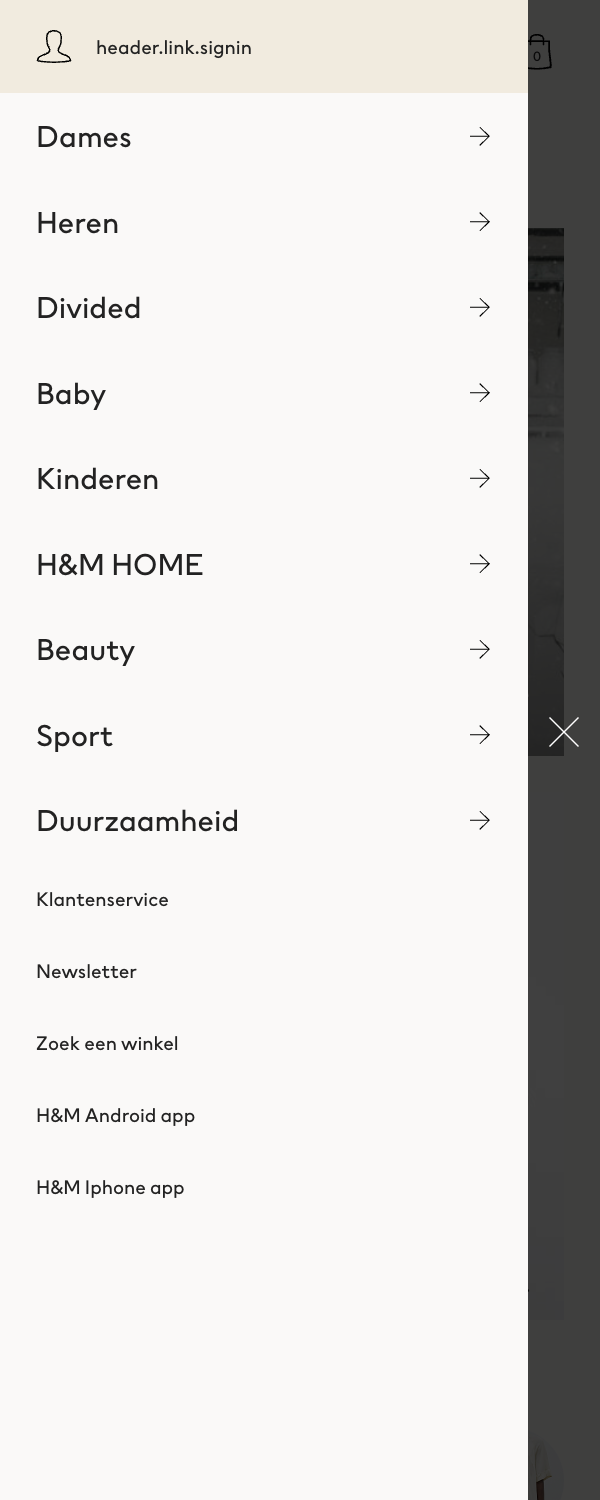 header.link.signin
0
Dames
Heren
Divided
Baby
Kinderen
H&M HOME
Beauty
Sport
Duurzaamheid
Klantenservice
Newsletter
Zoek een winkel
H&M Android app
H&M Iphone app